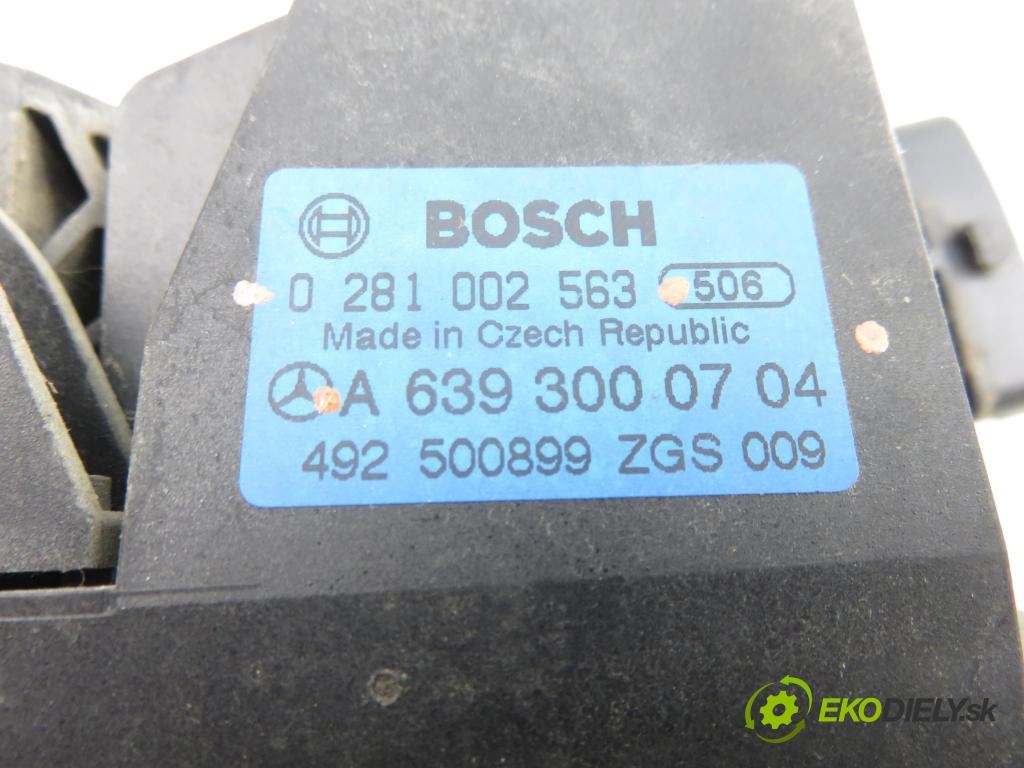 BOSCH
0 281 002 563 506
Made in Czech Republic
A 639 300 07 04
492 500899 ZGS 009
EKODIELY.sk